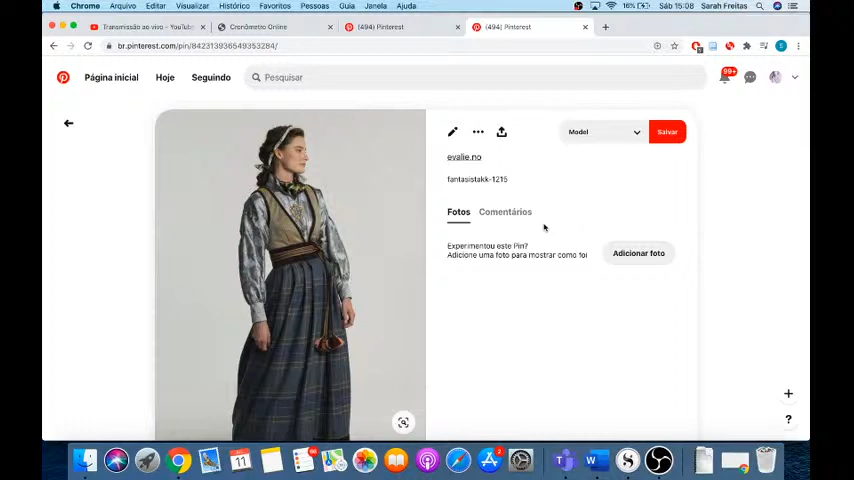 Chrome Arquivo Editar Visualizar Histórico Favoritos Pessoas Guia Janela Ajuda 16% Sáb 15:08 Sarah Freitas
Transmissão ao vivo - YouTube
Cronômetro Online
(494) Pinterest
(494) Pinterest
br.pinterest.com/pin/842313936549353284/
S
Página inicial Hoje Seguindo Pesquisar 99+
Model Salvar
evalie.no
fantasistakk-1215
Fotos Comentários
Experimentou este Pin?
Adicione uma foto para mostrar como foi
Adicionar foto
+
?
11
2